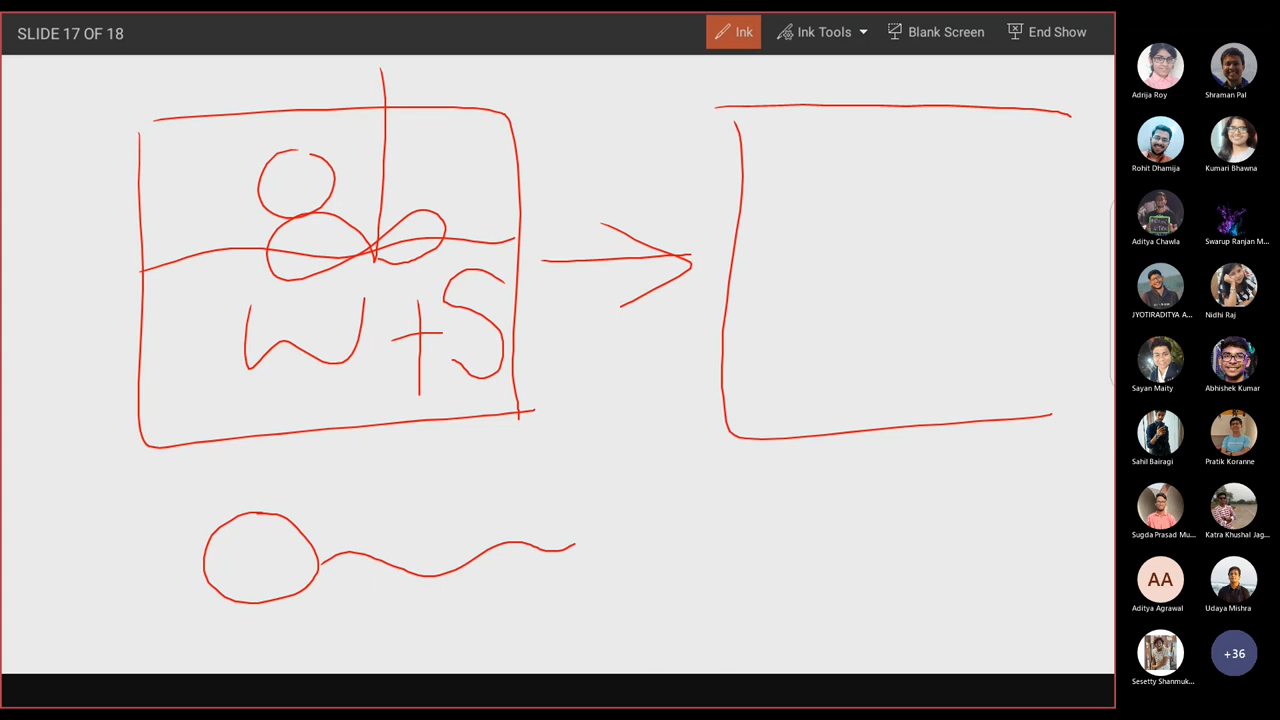 SLIDE 17 OF 18
Ink
Ink Tools
Blank Screen
End Show
W+S
Adrija Roy
Shraman Pal
Rohit Dhamija
Kumari Bhawna
Aditya Chawla
Swarup Ranjan M...
JYOTIRADITYA A...
Nidhi Raj
Sayan Maity
Abhishek Kumar
Sahil Bairagi
Pratik Koranne
Sugda Prasad Mu...
Katra Khushal Jag...
AA
Aditya Agrawal
Udaya Mishra
Sesetty Shanmuk...
+36